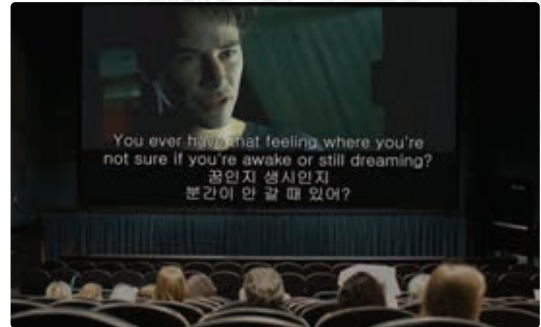 You ever have that feeling where you're
not sure if you're awake or still dreaming?
꿈인지 생시인지
분간이 안 갈 때 있어?